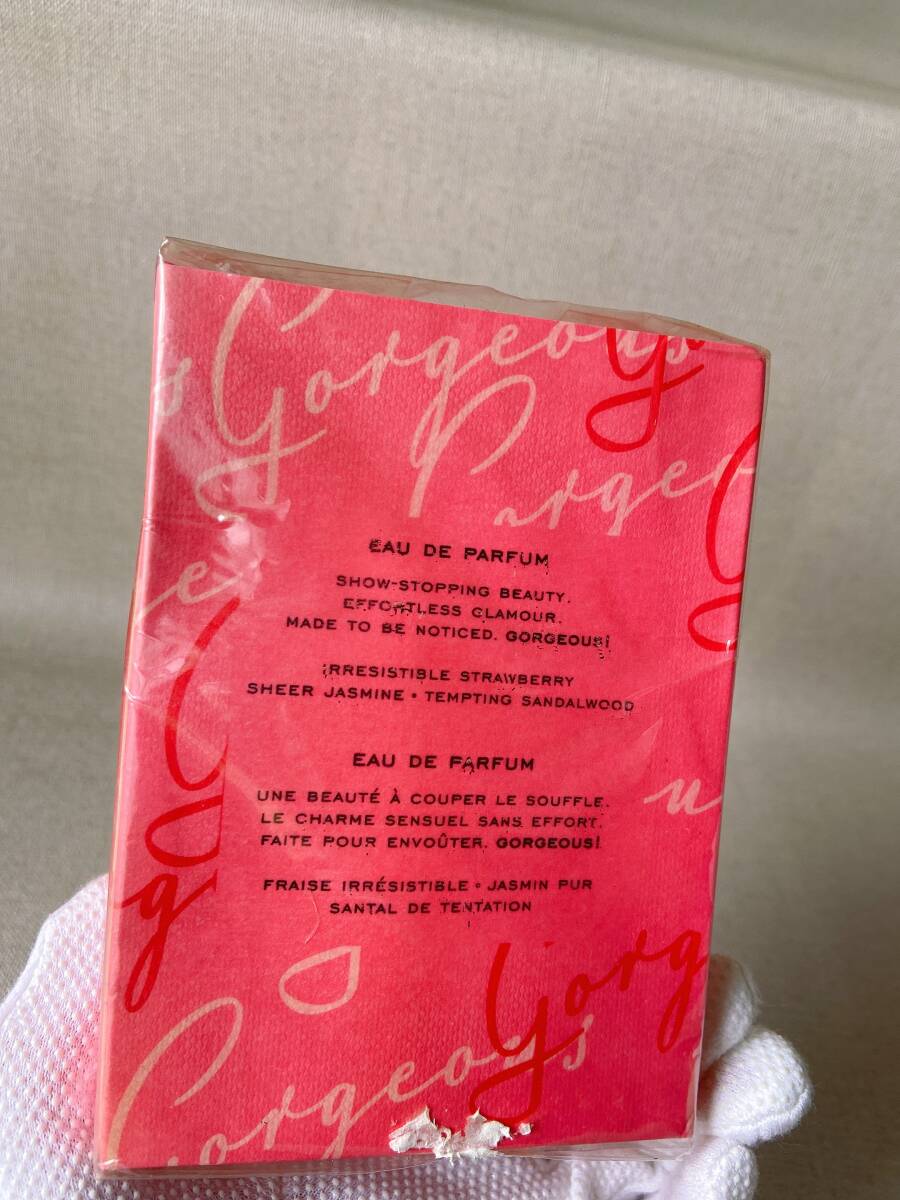 Gorgeous
EAU DE PARFUM
SHOW-STOPPING BEAUTY.
EFFORTLESS GLAMOUR.
MADE TO BE NOTICED. GORGEOUS!
IRRESISTIBLE STRAWBERRY
SHEER JASMINE • TEMPTING SANDALWOOD
EAU DE PARFUM
UNE BEAUTÉ À COUPER LE SOUFFLE.
LE CHARME SENSUEL SANS EFFORT.
FAITE POUR ENVOÛTER. GORGEOUS!
FRAISE IRRÉSISTIBLE • JASMIN PUR
SANTAL DE TENTATION
Gorg
Gorgeous